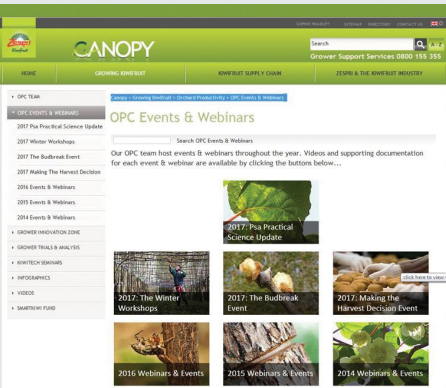 SITEMAP DIRECTORY CONTACT US
ZESPRI
Kiwifruit
CANOPY
Search
A-Z
Grower Support Services 0800 155 355
HOME
GROWING KIWIFRUIT
KIWIFRUIT SUPPLY CHAIN
ZESPRI & THE KIWIFRUIT INDUSTRY
OPC TEAM
OPC EVENTS & WEBINARS
2017 Psa Practical Science Update
2017 Winter Workshops
2017 The Budbreak Event
2017 Making The Harvest Decision
2016 Events & Webinars
2015 Events & Webinars
2014 Events & Webinars
GROWER INNOVATION ZONE
GROWER TRIALS & ANALYSIS
KIWITECH SEMINARS
INFOGRAPHICS
VIDEOS
SMARTKIWI FUND
Canopy > Growing Kiwifruit > Orchard Productivity > OPC Events & Webinars
OPC Events & Webinars
Search OPC Events & Webinars
Our OPC team host events & webinars throughout the year. Videos and supporting documentation
for each event & webinar are available by clicking the buttons below...
2017: Psa Practical
Science Update
2017: The Winter
Workshops
2017: The Budbreak
Event
2017: Making the
Harvest Decision Event
click here to view
2016 Webinars & Events
2015 Webinars & Events
2014 Webinars & Events